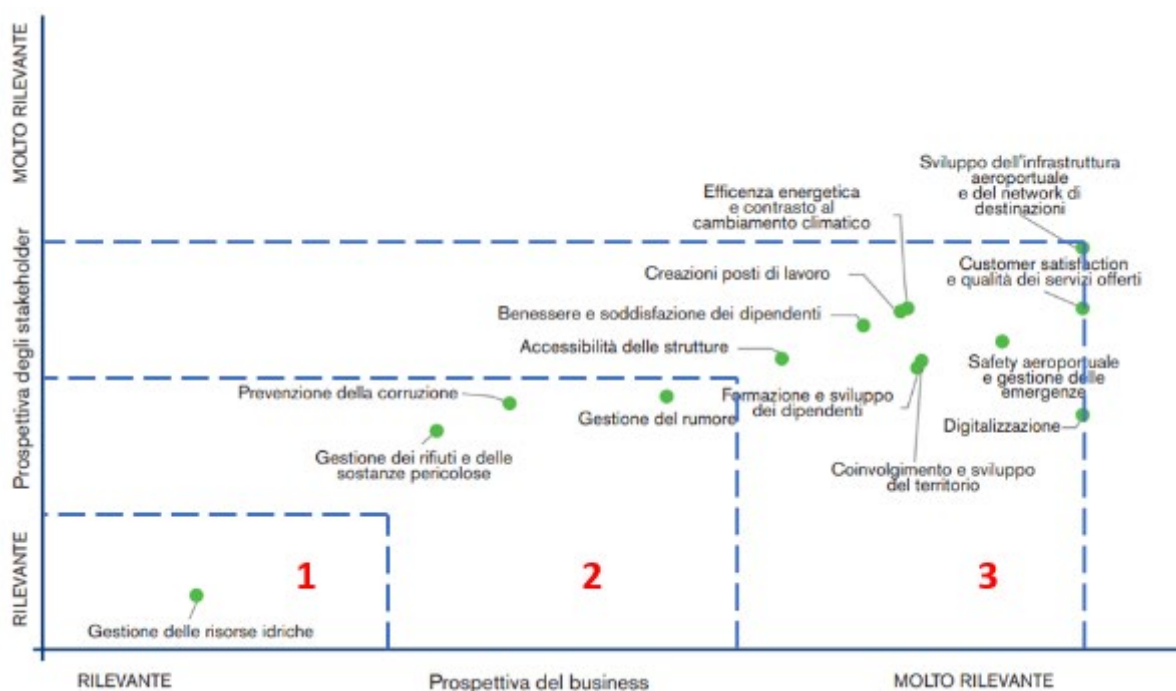 MOLTO RILEVANTE
Prospettiva degli stakeholder
RILEVANTE
Sviluppo dell'infrastruttura
aeroportuale
e del network di
destinazioni
Efficenza energetica
e contrasto al
cambiamento climatico
Customer satisfaction
e qualità dei servizi offerti
Creazioni posti di lavoro
Benessere e soddisfazione dei dipendenti
Accessibilità delle strutture
Safety aeroportuale
e gestione delle
emergenze
Prevenzione della corruzione
Formazione e sviluppo
dei dipendenti
Gestione del rumore
Digitalizzazione
Gestione dei rifiuti e delle
sostanze pericolose
Coinvolgimento e sviluppo
del territorio
1
2
3
Gestione delle risorse idriche
RILEVANTE
Prospettiva del business
MOLTO RILEVANTE